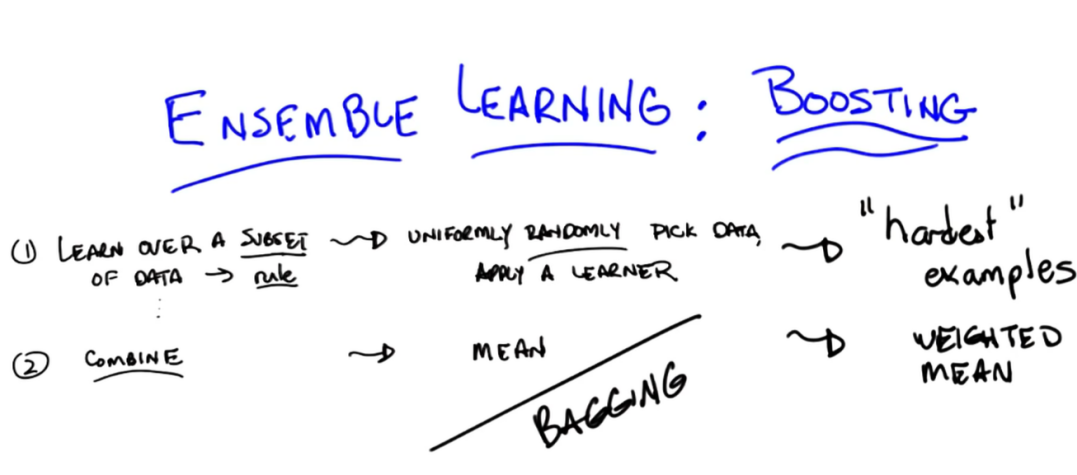 ENSEMBLE LEARNING: BOOSTING
(1) LEARN OVER A SUBSET → UNIFORMLY RANDOMLY PICK DATA, → "hardest"
OF DATA → rule APPLY A LEARNER examples
⋮
(2) COMBINE → MEAN → WEIGHTED
MEAN
BAGGING